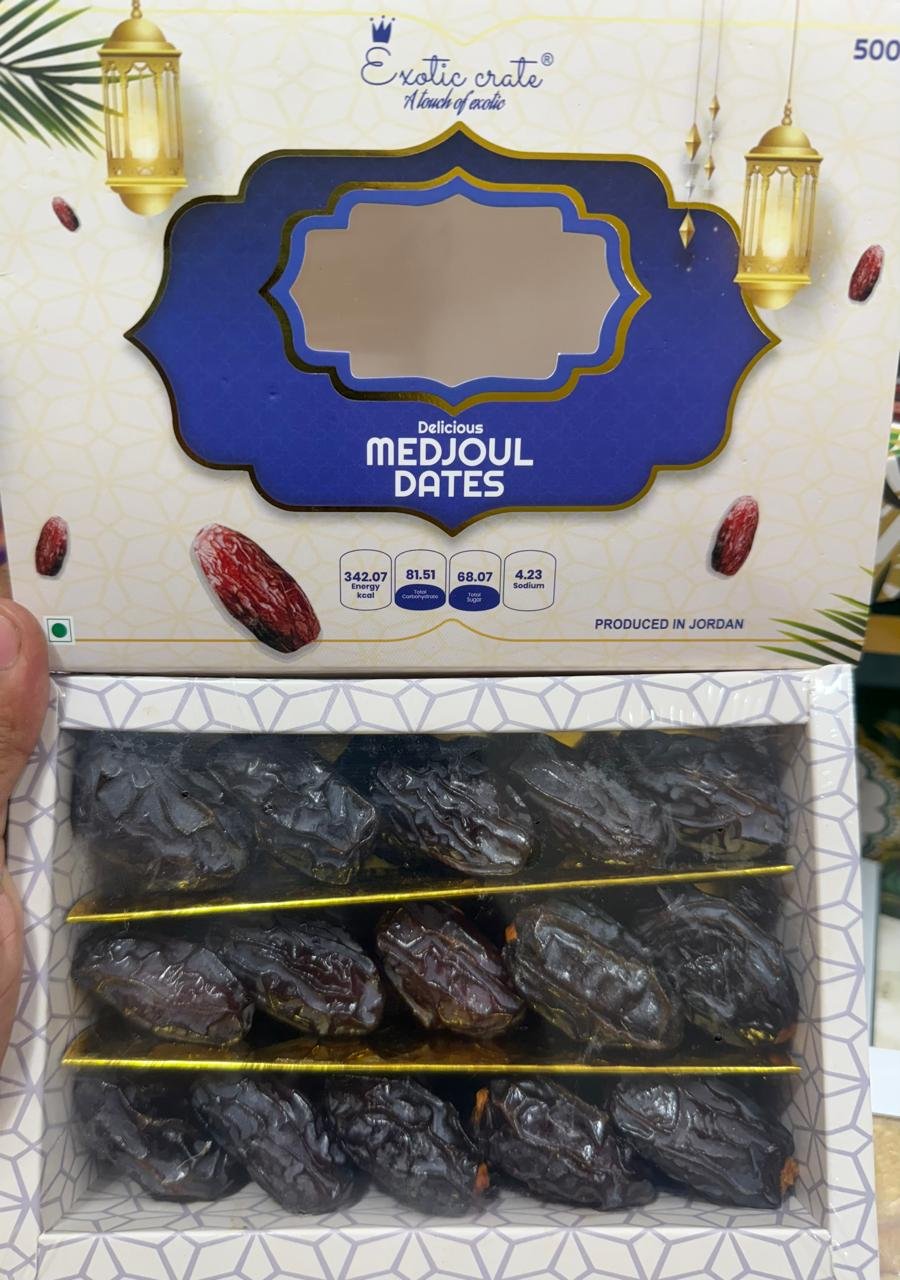 Exotic crate®
A touch of exotic
500
Delicious
MEDJOUL
DATES
342.07
Energy
kcal
81.51
Total
Carbohydrate
68.07
Total
Sugar
4.23
Sodium
PRODUCED IN JORDAN